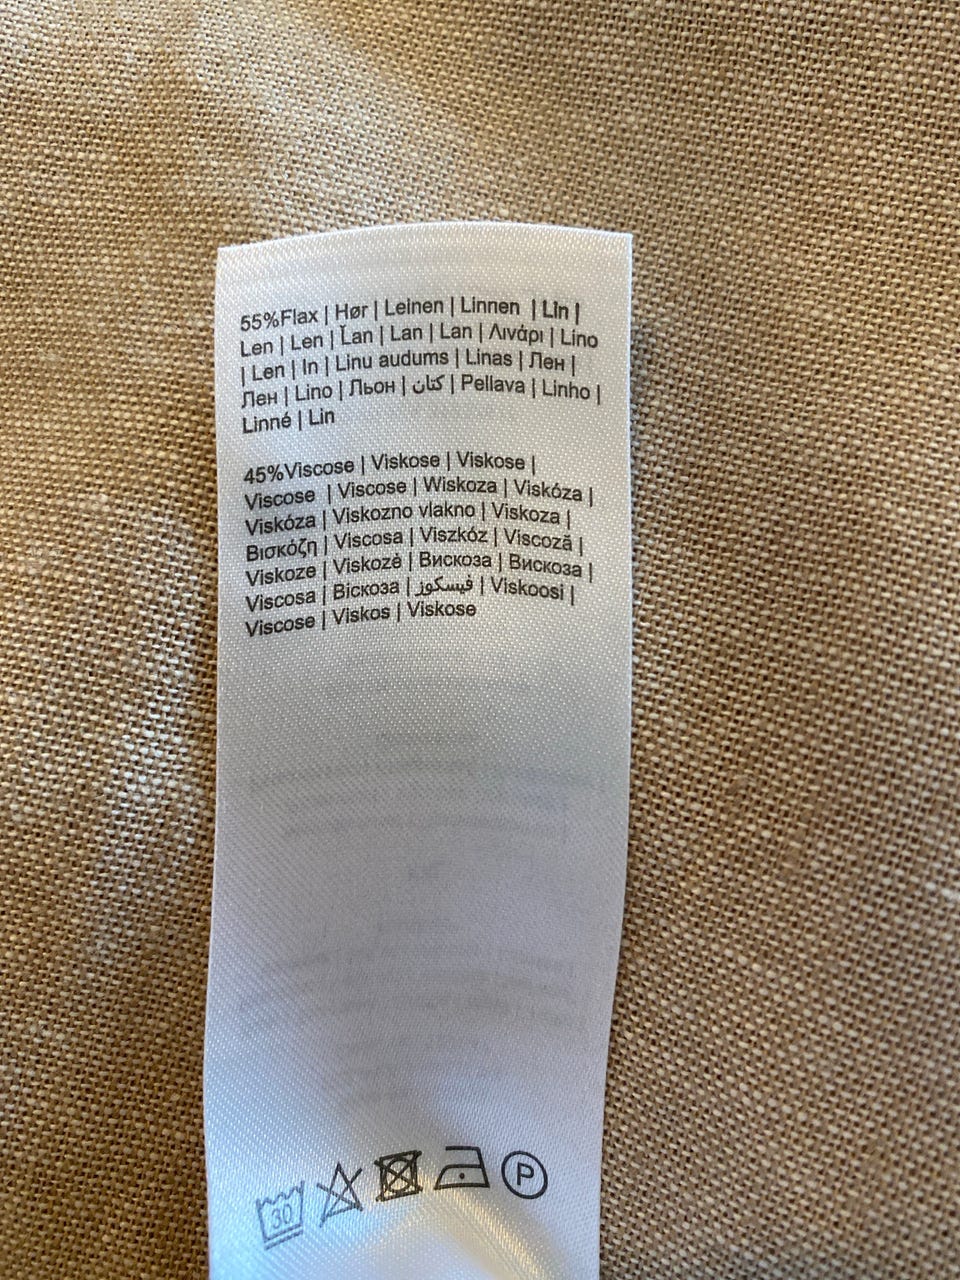 55%Flax | Hør | Leinen | Linnen | Lin |
Len | Len | Ľan | Lan | Lan | Λινάρι | Lino
| Len | In | Linu audums | Linas | Лен |
Лен | Lino | Льон | كتان | Pellava | Linho |
Linné | Lin
45%Viscose | Viskose | Viskose |
Viscose | Viscose | Wiskoza | Viskóza |
Viskóza | Viskozno vlakno | Viskoza |
Βισκόζη | Viscosa | Viszkóz | Viscoză |
Viskoze | Viskozė | Вискоза | Вискоза |
Viscosa | Віскоза | فيسكوز | Viskoosi |
Viscose | Viskos | Viskose
30
P